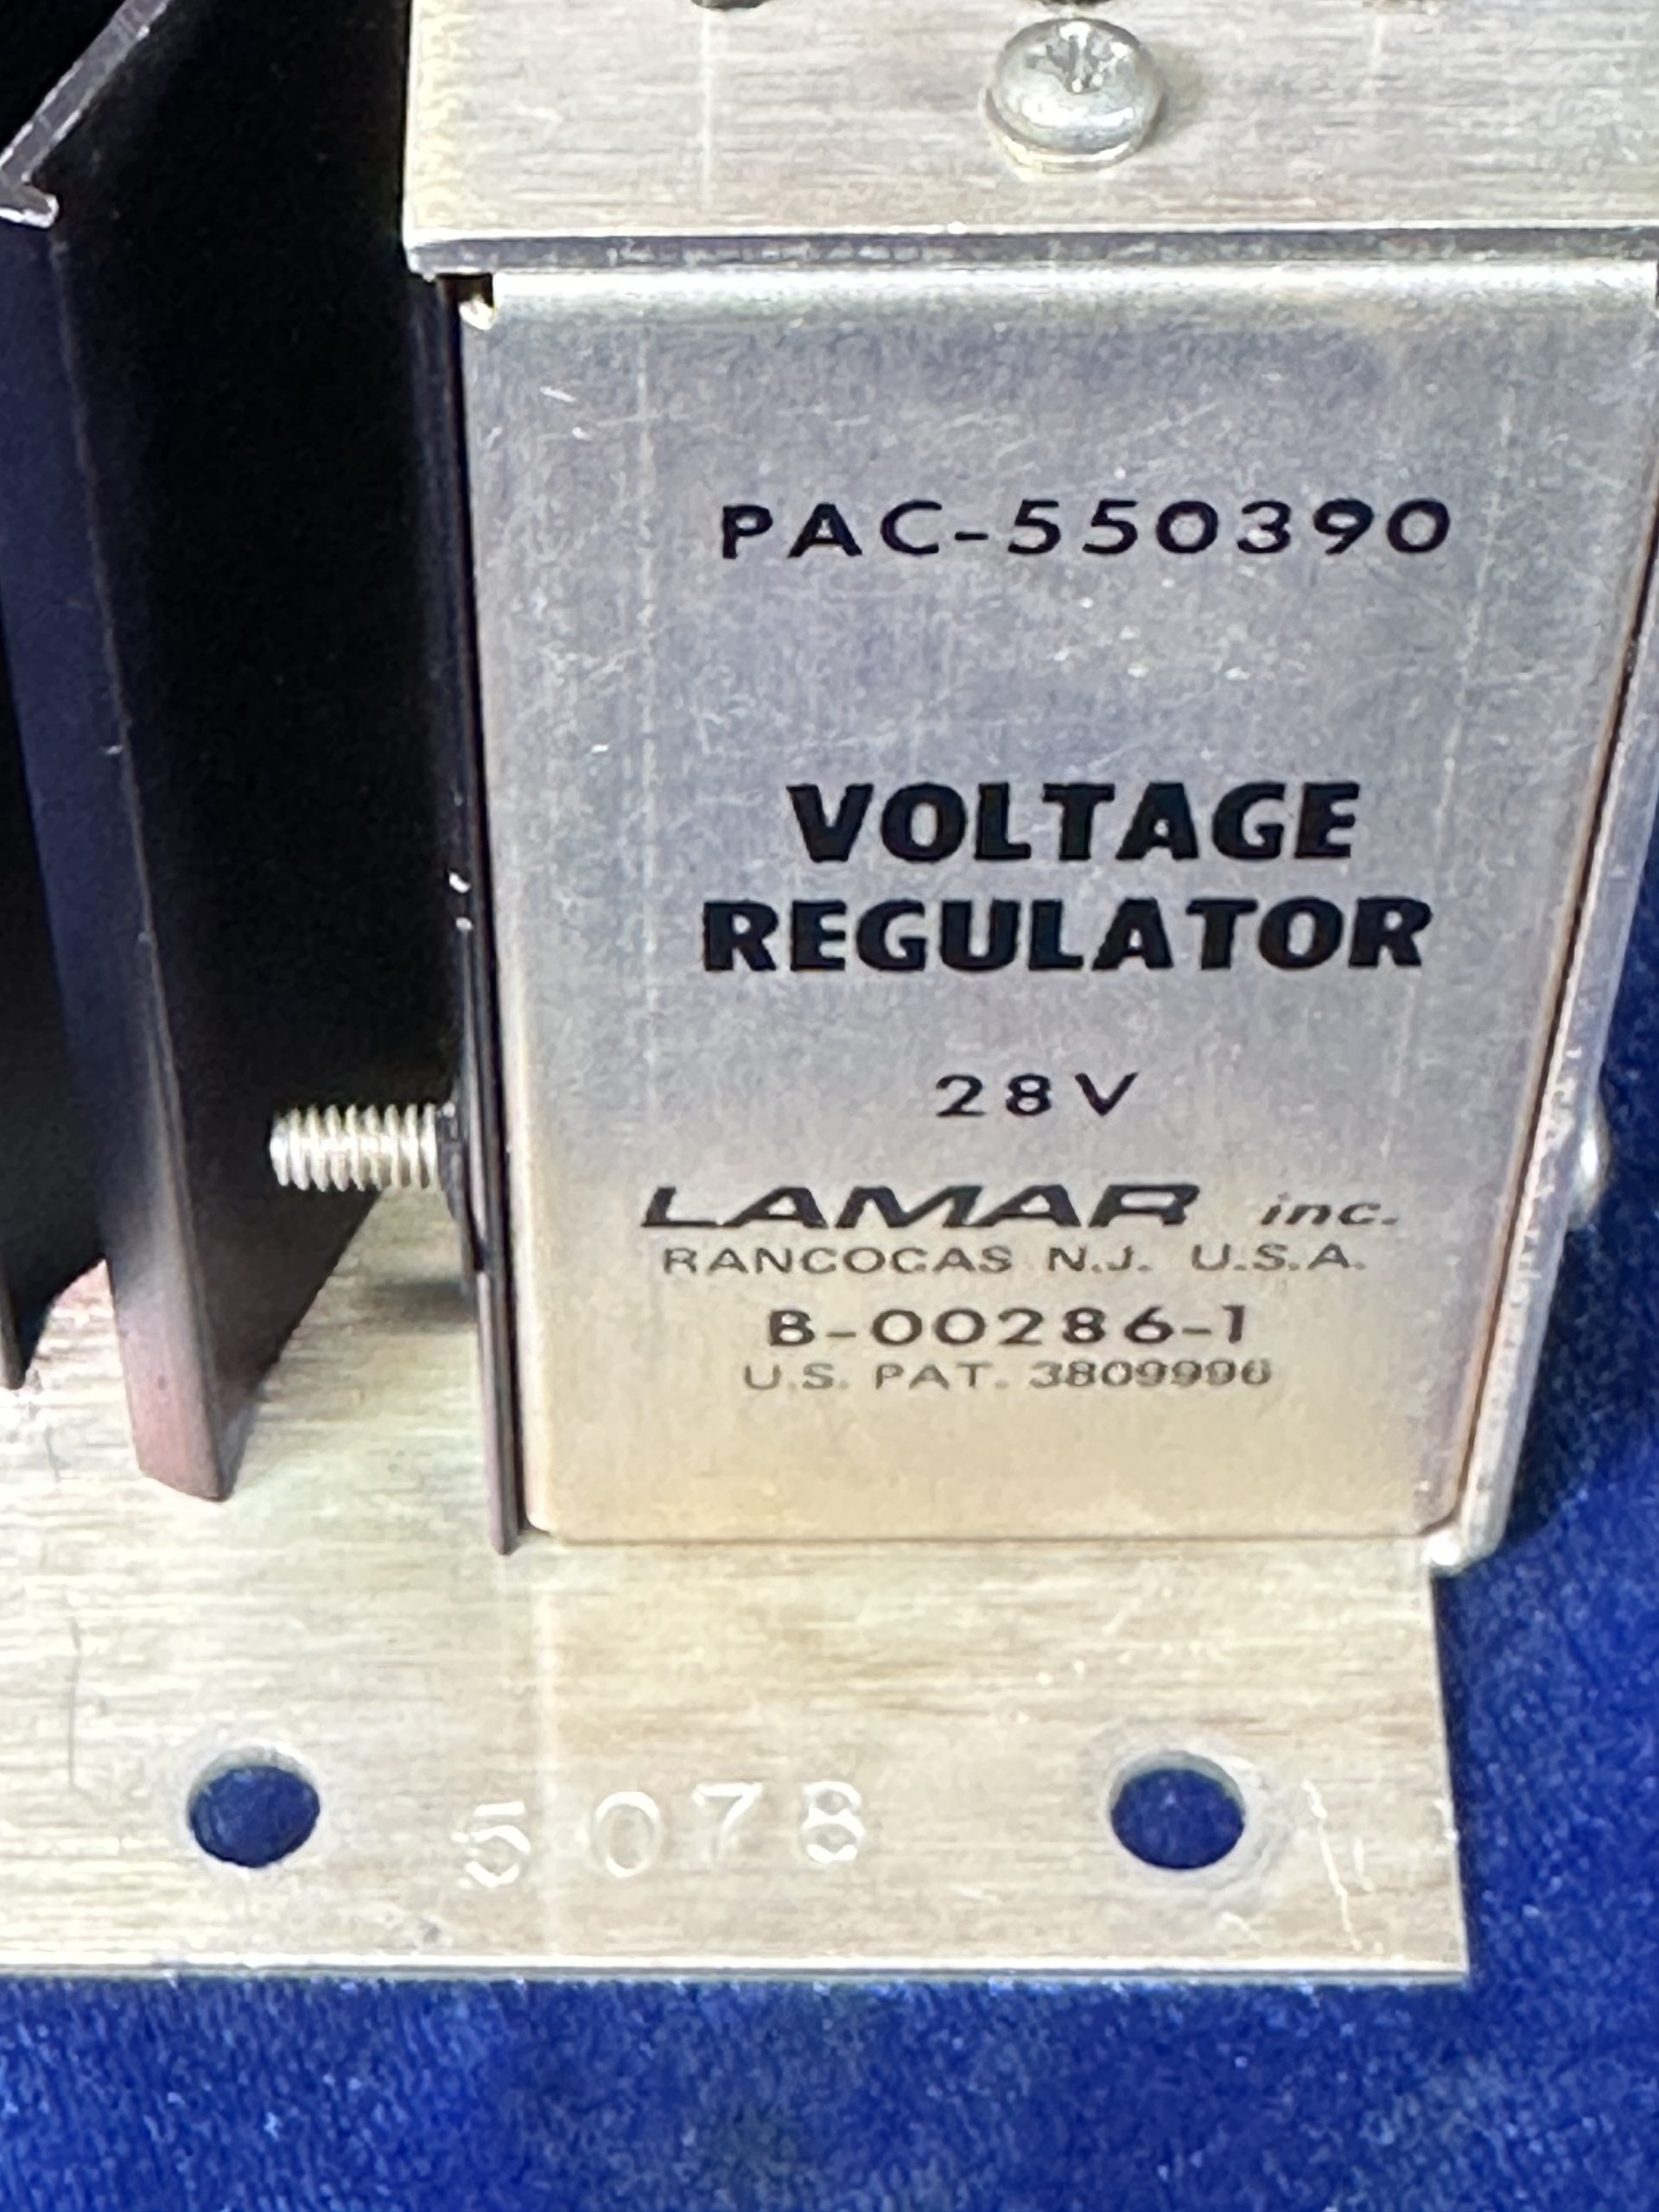 PAC-550390
VOLTAGE
REGULATOR
28V
LAMAR inc.
RANCOCAS N.J. U.S.A.
B-00286-1
U.S. PAT. 3809996
5078